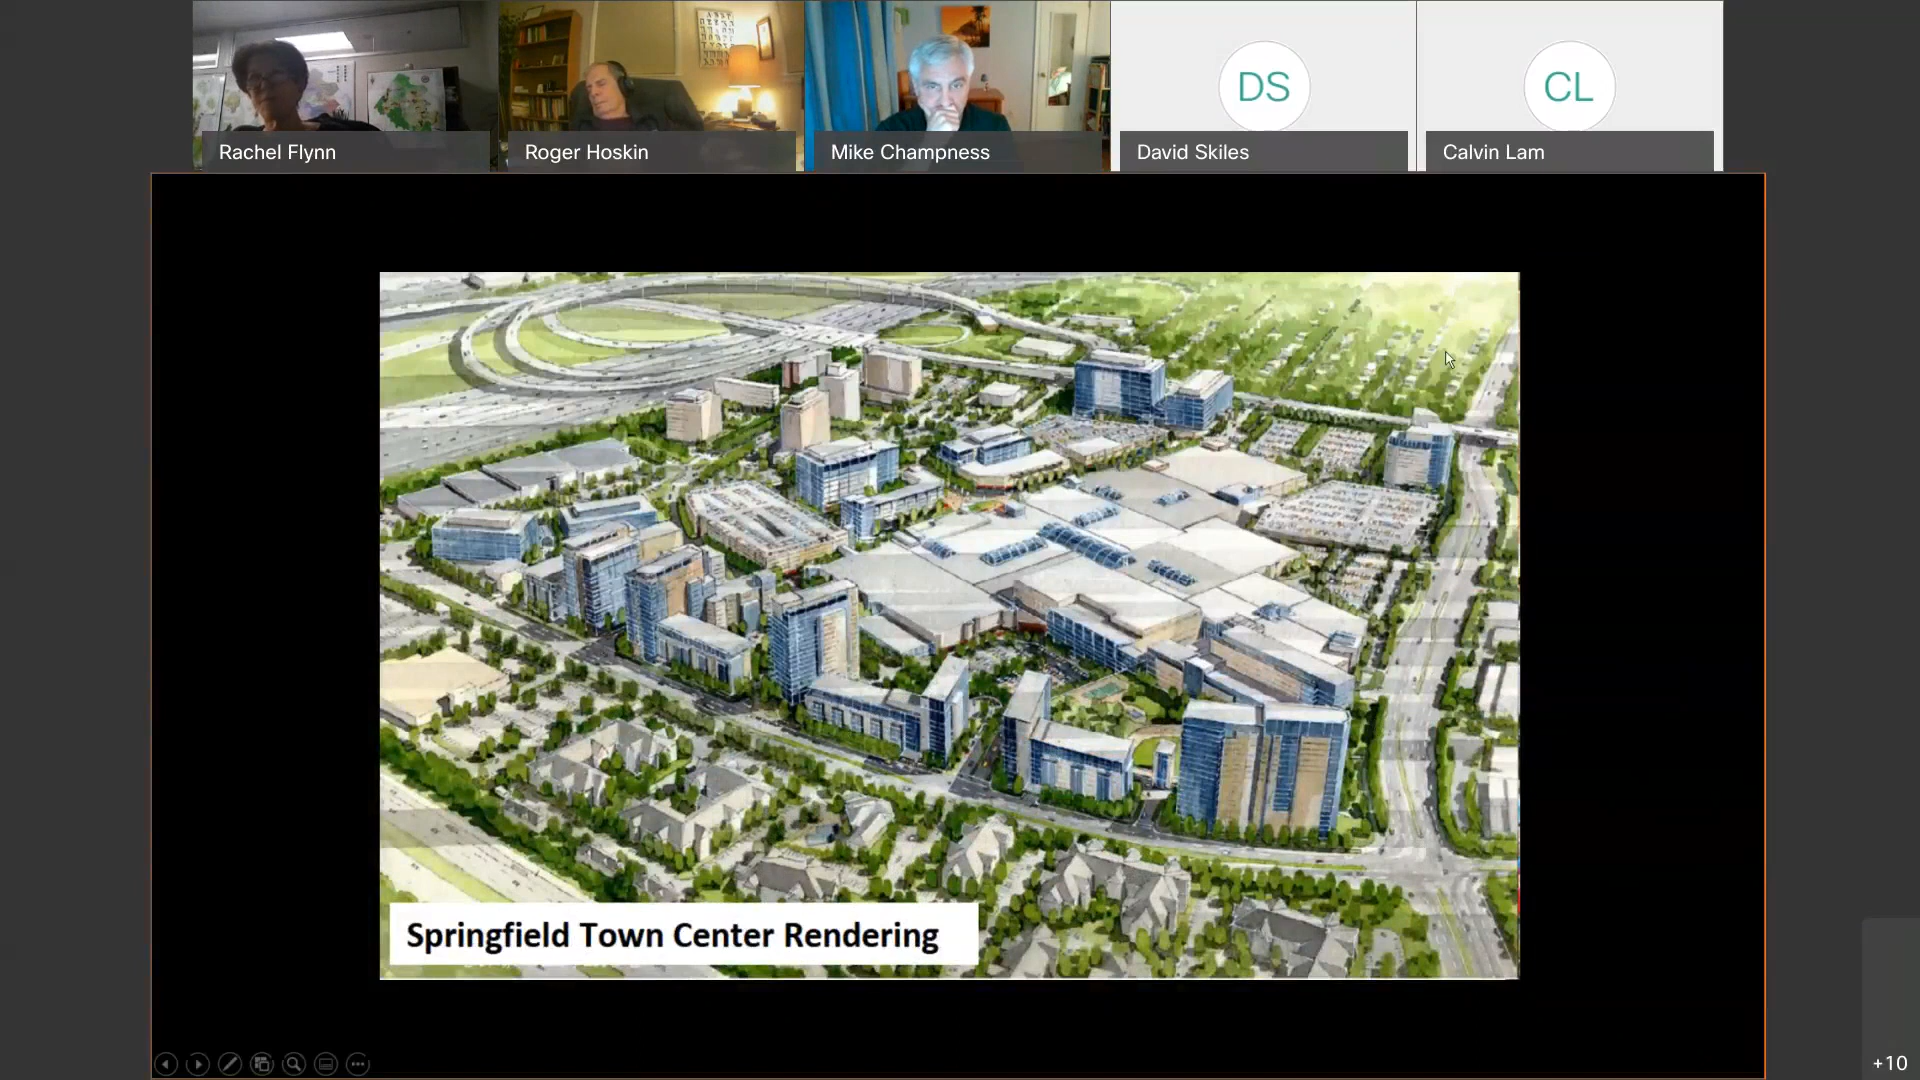 DS
CL
Rachel Flynn
Roger Hoskin
Mike Champness
David Skiles
Calvin Lam
Springfield Town Center Rendering
+10